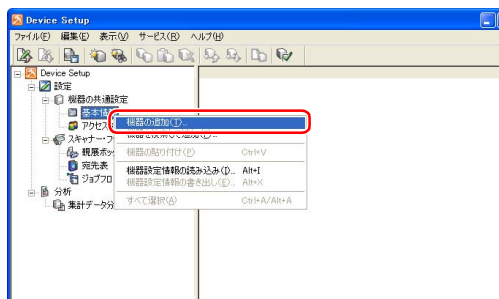 Device Setup
ファイル(F) 編集(E) 表示(V) サービス(R) ヘルプ(H)
Device Setup
設定
機器の共通設定
基本情
アクセス
機器の追加(T)...
スキャナー・フ
親展ボッ
機器の貼り付け(P) Ctrl+V
宛先表
機器設定情報の読み込み(I)... Alt+I
ジョブフロ
機器設定情報の書き出し(E)... Alt+X
分析
すべて選択(A) Ctrl+A/Alt+A
集計データ分